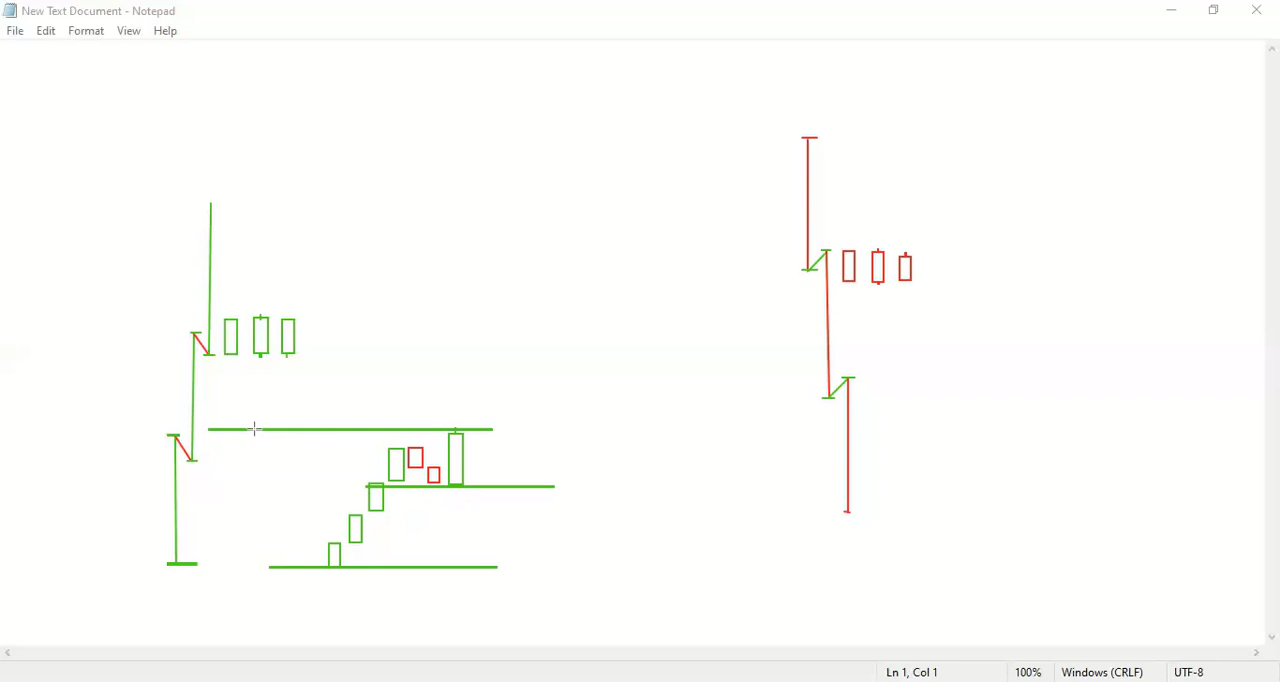 New Text Document - Notepad
File Edit Format View Help
Ln 1, Col 1 100% Windows (CRLF) UTF-8